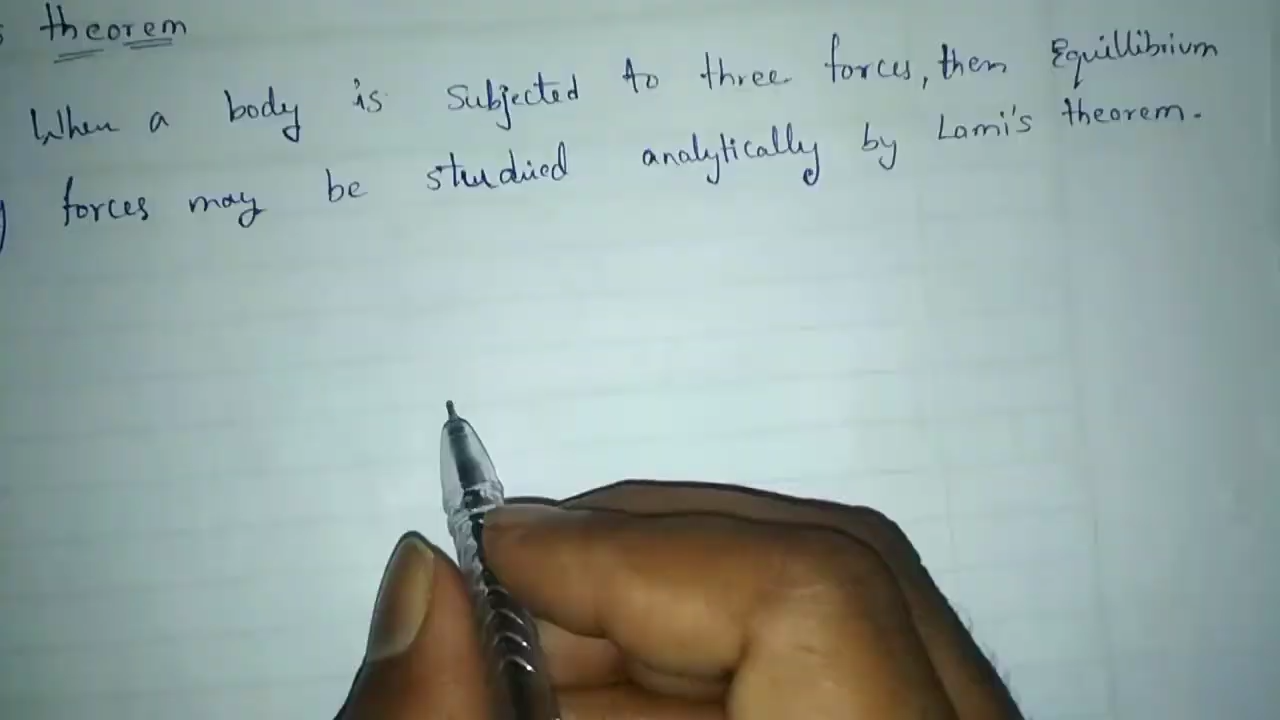 theorem
When a body is subjected to three forces, then Equillibrium
forces may be studied analytically by Lami's theorem.